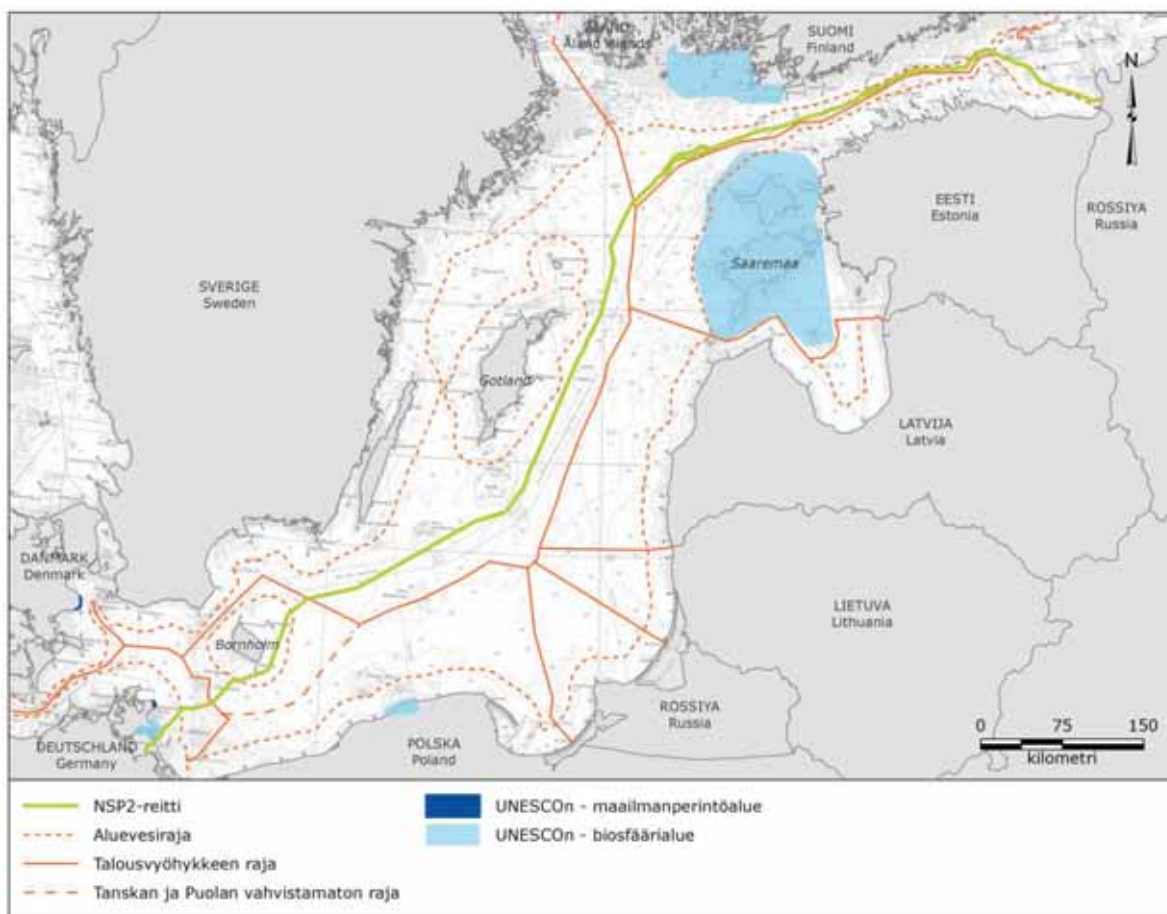 ÅLAND
Åland Islands
SUOMI
Finland
N
EESTI
Estonia
ROSSIYA
Russia
Saaremaa
SVERIGE
Sweden
Gotland
LATVIJA
Latvia
DANMARK
Denmark
LIETUVA
Lithuania
Bornholm
ROSSIYA
Russia
0 75 150
kilometri
DEUTSCHLAND
Germany
POLSKA
Poland
NSP2-reitti
Aluevesiraja
Talousvyöhykkeen raja
Tanskan ja Puolan vahvistamaton raja
UNESCOn - maailmanperintöalue
UNESCOn - biosfäärialue